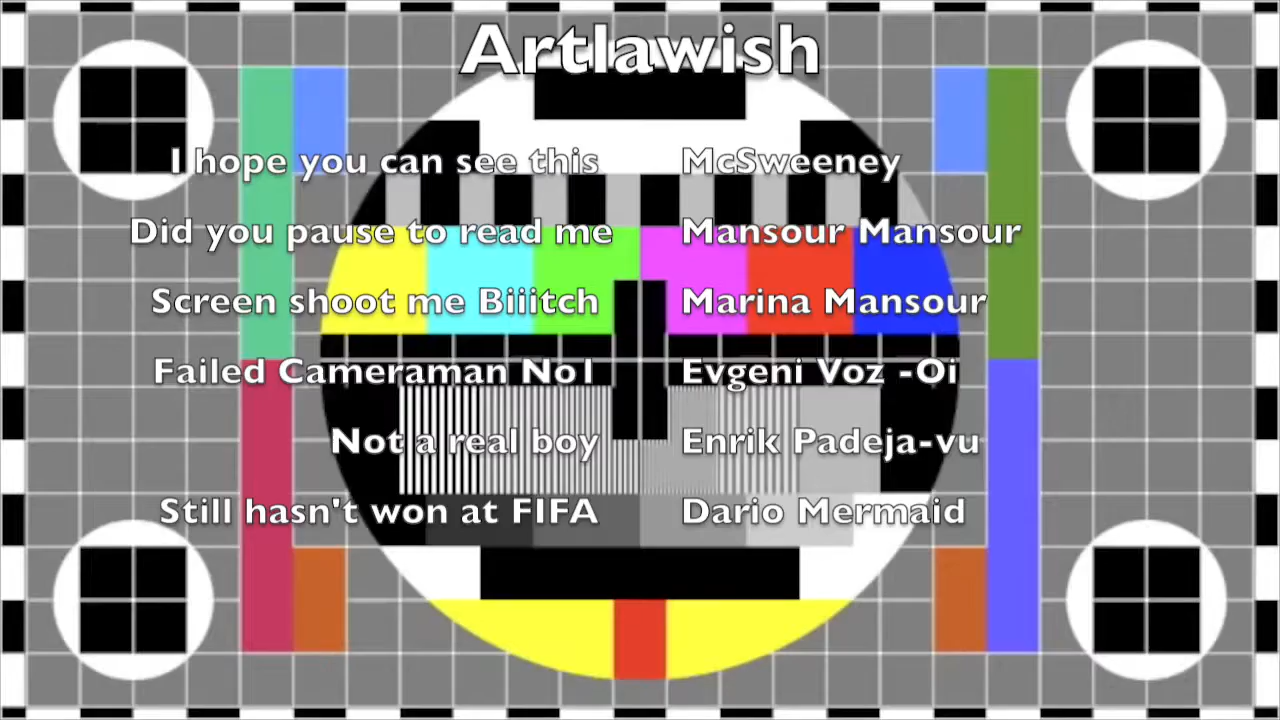 Artlawish
I hope you can see this McSweeney
Did you pause to read me Mansour Mansour
Screen shoot me Biiitch Marina Mansour
Failed Cameraman No1 Evgeni Voz -Oi
Not a real boy Enrik Padeja-vu
Still hasn't won at FIFA Dario Mermaid